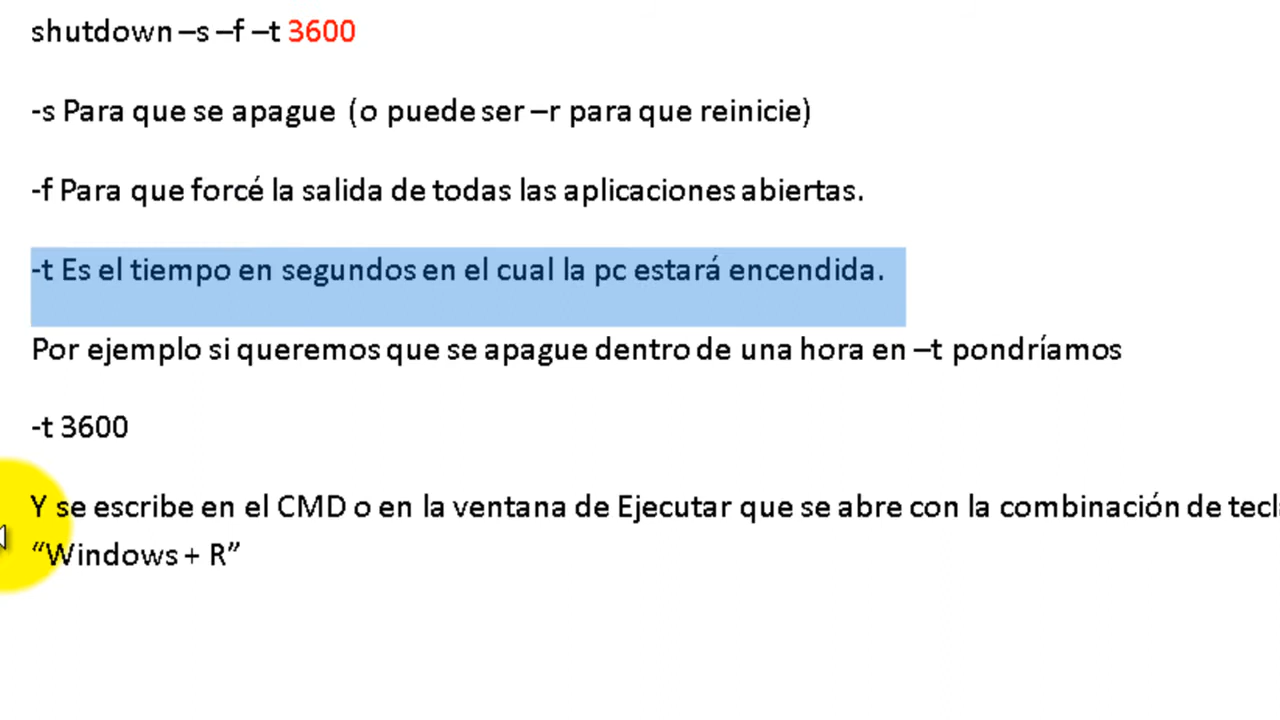 shutdown –s –f –t 3600
-s Para que se apague (o puede ser –r para que reinicie)
-f Para que forcé la salida de todas las aplicaciones abiertas.
-t Es el tiempo en segundos en el cual la pc estará encendida.
Por ejemplo si queremos que se apague dentro de una hora en –t pondríamos
-t 3600
Y se escribe en el CMD o en la ventana de Ejecutar que se abre con la combinación de
“Windows + R”